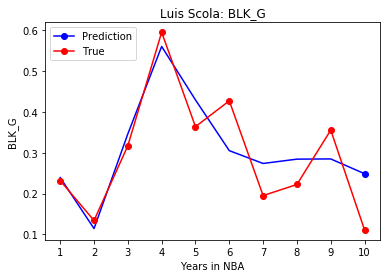 Luis Scola: BLK_G
Prediction
True
0.6
0.5
0.4
0.3
0.2
0.1
BLK_G
1 2 3 4 5 6 7 8 9 10
Years in NBA